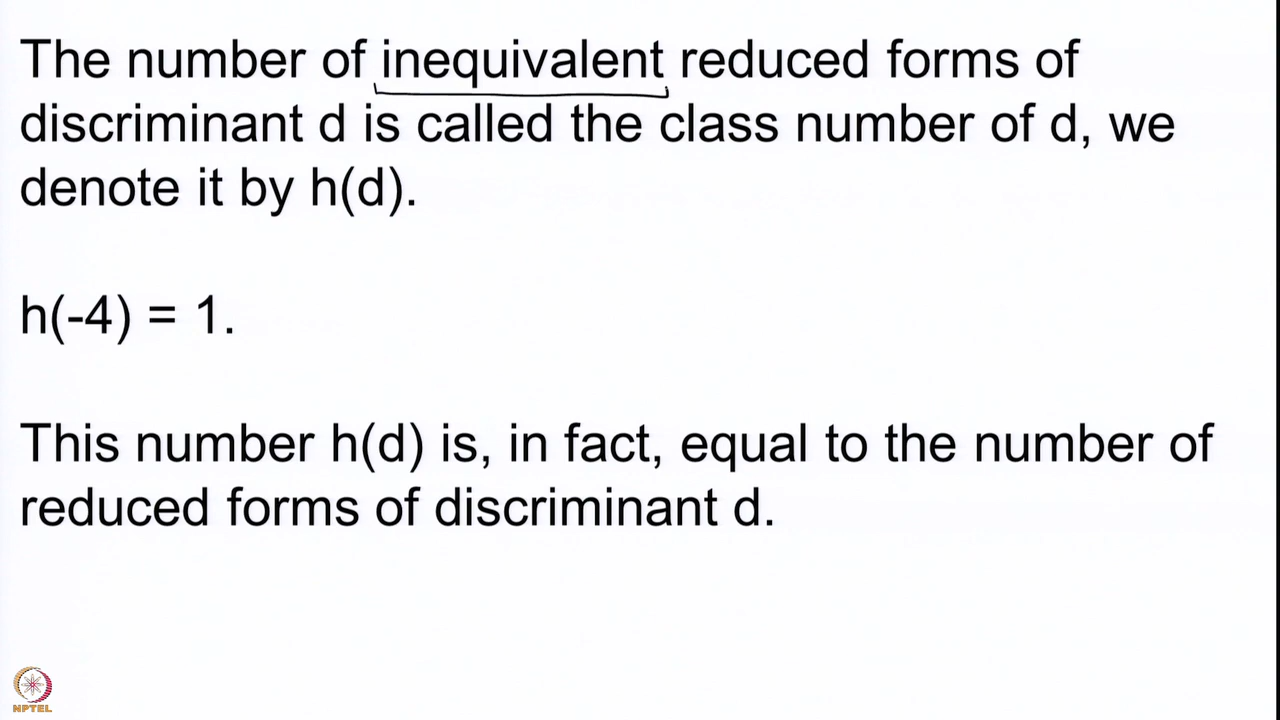 The number of inequivalent reduced forms of
discriminant d is called the class number of d, we
denote it by h(d).
h(-4) = 1.
This number h(d) is, in fact, equal to the number of
reduced forms of discriminant d.
NPTEL